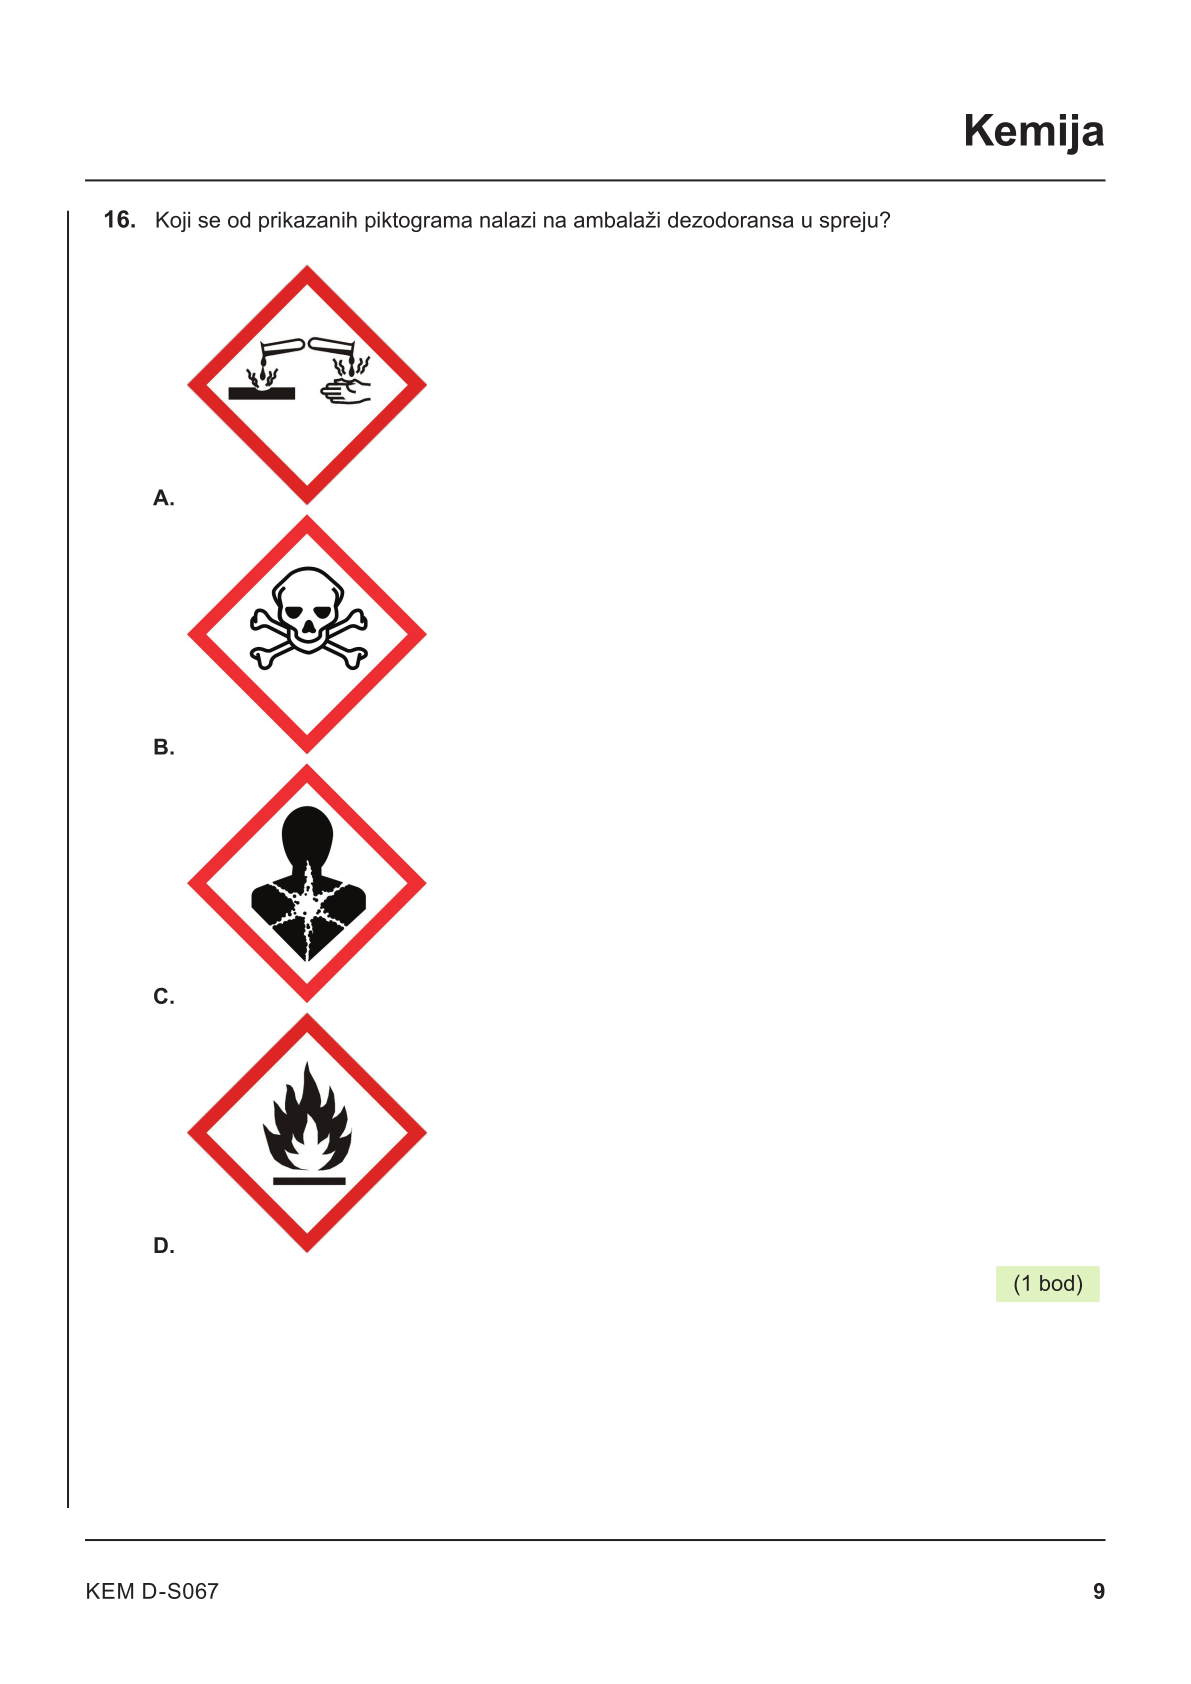 Kemija
16. Koji se od prikazanih piktograma nalazi na ambalaži dezodoransa u spreju?
A.
B.
C.
D.
(1 bod)
KEM D-S067
9